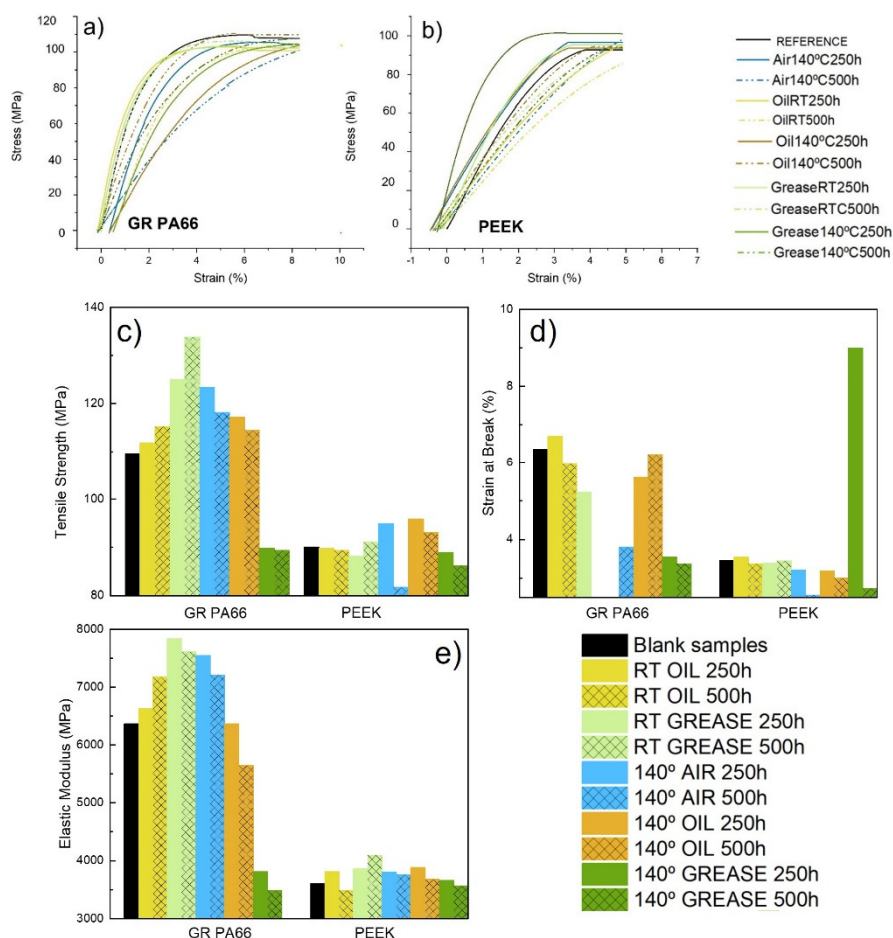 a)
120
100
80
60
40
20
0
Stress (MPa)
GR PA66
0
2
4
6
8
10
Strain (%)
b)
100
80
60
40
20
0
Stress (MPa)
PEEK
-1
0
1
2
3
4
5
6
7
Strain (%)
REFERENCE
Air140ºC250h
Air140ºC500h
OilRT250h
OilRT500h
Oil140ºC250h
Oil140ºC500h
GreaseRT250h
GreaseRTC500h
Grease140ºC250h
Grease140ºC500h
c)
140
120
100
80
Tensile Strength (MPa)
GR PA66
PEEK
d)
10
8
6
4
Strain at Break (%)
GR PA66
PEEK
e)
8000
7000
6000
5000
4000
3000
Elastic Modulus (MPa)
GR PA66
PEEK
Blank samples
RT OIL 250h
RT OIL 500h
RT GREASE 250h
RT GREASE 500h
140º AIR 250h
140º AIR 500h
140º OIL 250h
140º OIL 500h
140º GREASE 250h
140º GREASE 500h